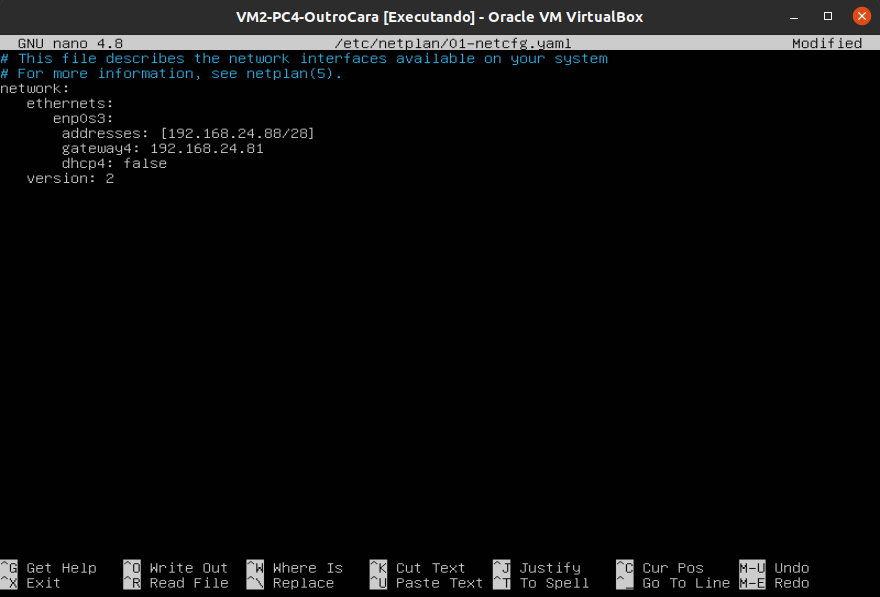 VM2-PC4-OutroCara [Executando] - Oracle VM VirtualBox
GNU nano 4.8 /etc/netplan/01-netcfg.yaml Modified
# This file describes the network interfaces available on your system
# For more information, see netplan(5).
network:
   ethernets:
      enp0s3:
       addresses: [192.168.24.88/28]
       gateway4: 192.168.24.81
       dhcp4: false
   version: 2
^G Get Help ^O Write Out ^W Where Is ^K Cut Text ^J Justify ^C Cur Pos M-U Undo
^X Exit ^R Read File ^\ Replace ^U Paste Text ^T To Spell ^_ Go To Line M-E Redo